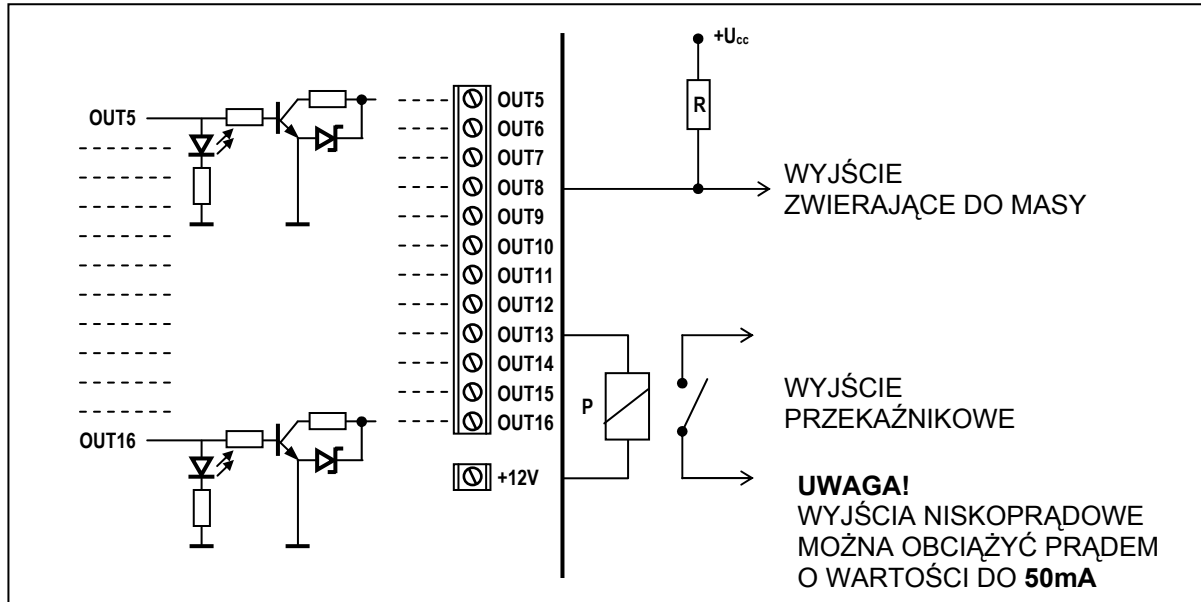 OUT5
OUT16
OUT5
OUT6
OUT7
OUT8
OUT9
OUT10
OUT11
OUT12
OUT13
OUT14
OUT15
OUT16
+12V
+Ucc
R
WYJŚCIE
ZWIERAJĄCE DO MASY
P
WYJŚCIE
PRZEKAŹNIKOWE
UWAGA!
WYJŚCIA NISKOPRĄDOWE
MOŻNA OBCIĄŻYĆ PRĄDEM
O WARTOŚCI DO 50mA